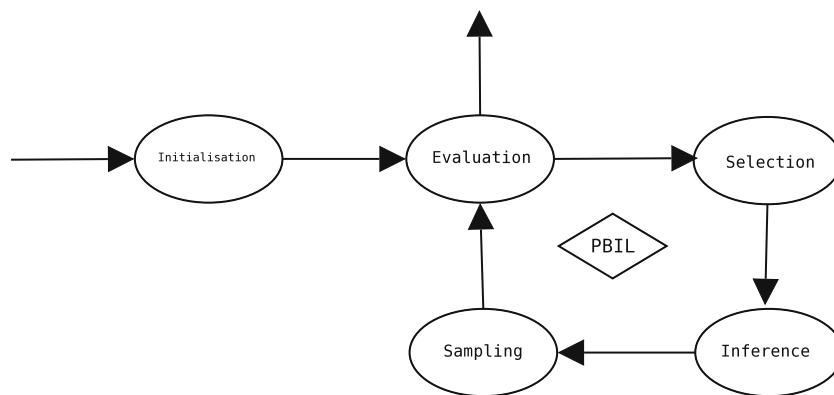 Initialisation
Evaluation
Selection
PBIL
Sampling
Inference